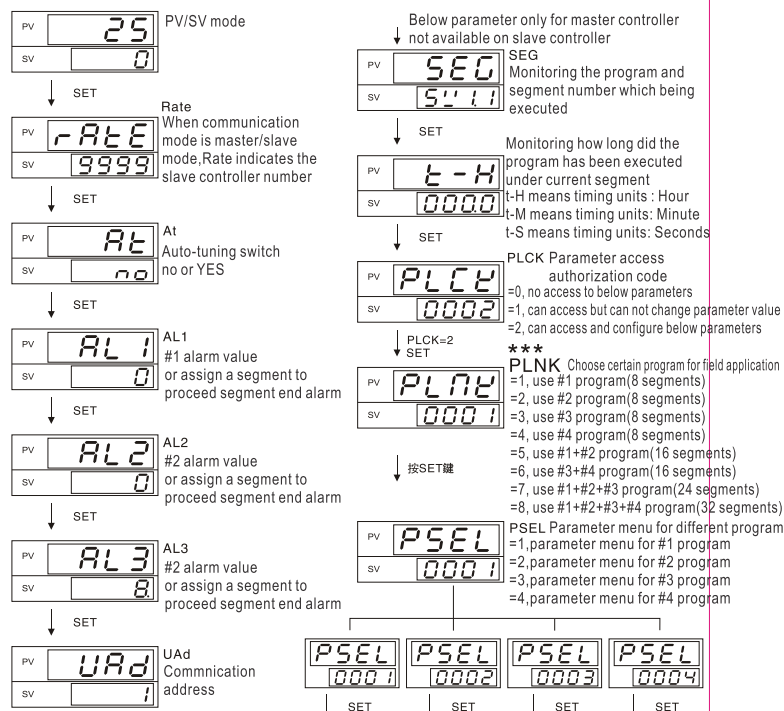 PV
25
PV/SV mode
SV
0
SET
Rate
When communication
mode is master/slave
mode,Rate indicates the
slave controller number
PV
rAtE
SV
9999
SET
At
PV
At
Auto-tuning switch
no or YES
SV
no
SET
AL1
PV
AL1
#1 alarm value
or assign a segment to
proceed segment end alarm
SV
0
SET
AL2
PV
AL2
#2 alarm value
or assign a segment to
proceed segment end alarm
SV
0
SET
AL3
PV
AL3
#2 alarm value
or assign a segment to
proceed segment end alarm
SV
8.
SET
UAd
PV
UAd
Commnication
address
SV
1
Below parameter only for master controller
not available on slave controller
SEG
PV
SEG
Monitoring the program and
segment number which being
executed
SV
SET
Monitoring how long did the
program has been executed
under current segment
t-H means timing units : Hour
t-M means timing units: Minute
t-S means timing units: Seconds
PV
t-H
SV
000.0
SET
PLCK Parameter access
authorization code
=0, no access to below parameters
=1, can access but can not change parameter value
=2, can access and configure below parameters
PV
PLCK
SV
0002
PLCK=2
SET
***
PLNK Choose certain program for field application
=1, use #1 program(8 segments)
=2, use #2 program(8 segments)
=3, use #3 program(8 segments)
=4, use #4 program(8 segments)
=5, use #1+#2 program(16 segments)
=6, use #3+#4 program(16 segments)
=7, use #1+#2+#3 program(24 segments)
=8, use #1+#2+#3+#4 program(32 segments)
PV
PLNK
SV
0001
按SET鍵
PSEL Parameter menu for different program
=1,parameter menu for #1 program
=2,parameter menu for #2 program
=3,parameter menu for #3 program
=4,parameter menu for #4 program
PV
PSEL
SV
0001
PSEL PSEL PSEL PSEL
0001 0002 0003 0004
SET SET SET SET